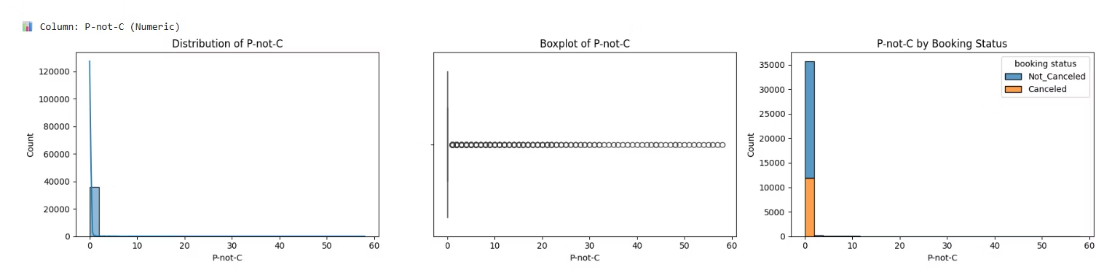 Column: P-not-C (Numeric)
Distribution of P-not-C
Count
120000
100000
80000
60000
40000
20000
0
0 10 20 30 40 50 60
P-not-C
Boxplot of P-not-C
0 10 20 30 40 50 60
P-not-C
P-not-C by Booking Status
booking status
Not_Canceled
Canceled
Count
35000
30000
25000
20000
15000
10000
5000
0
0 10 20 30 40 50 60
P-not-C